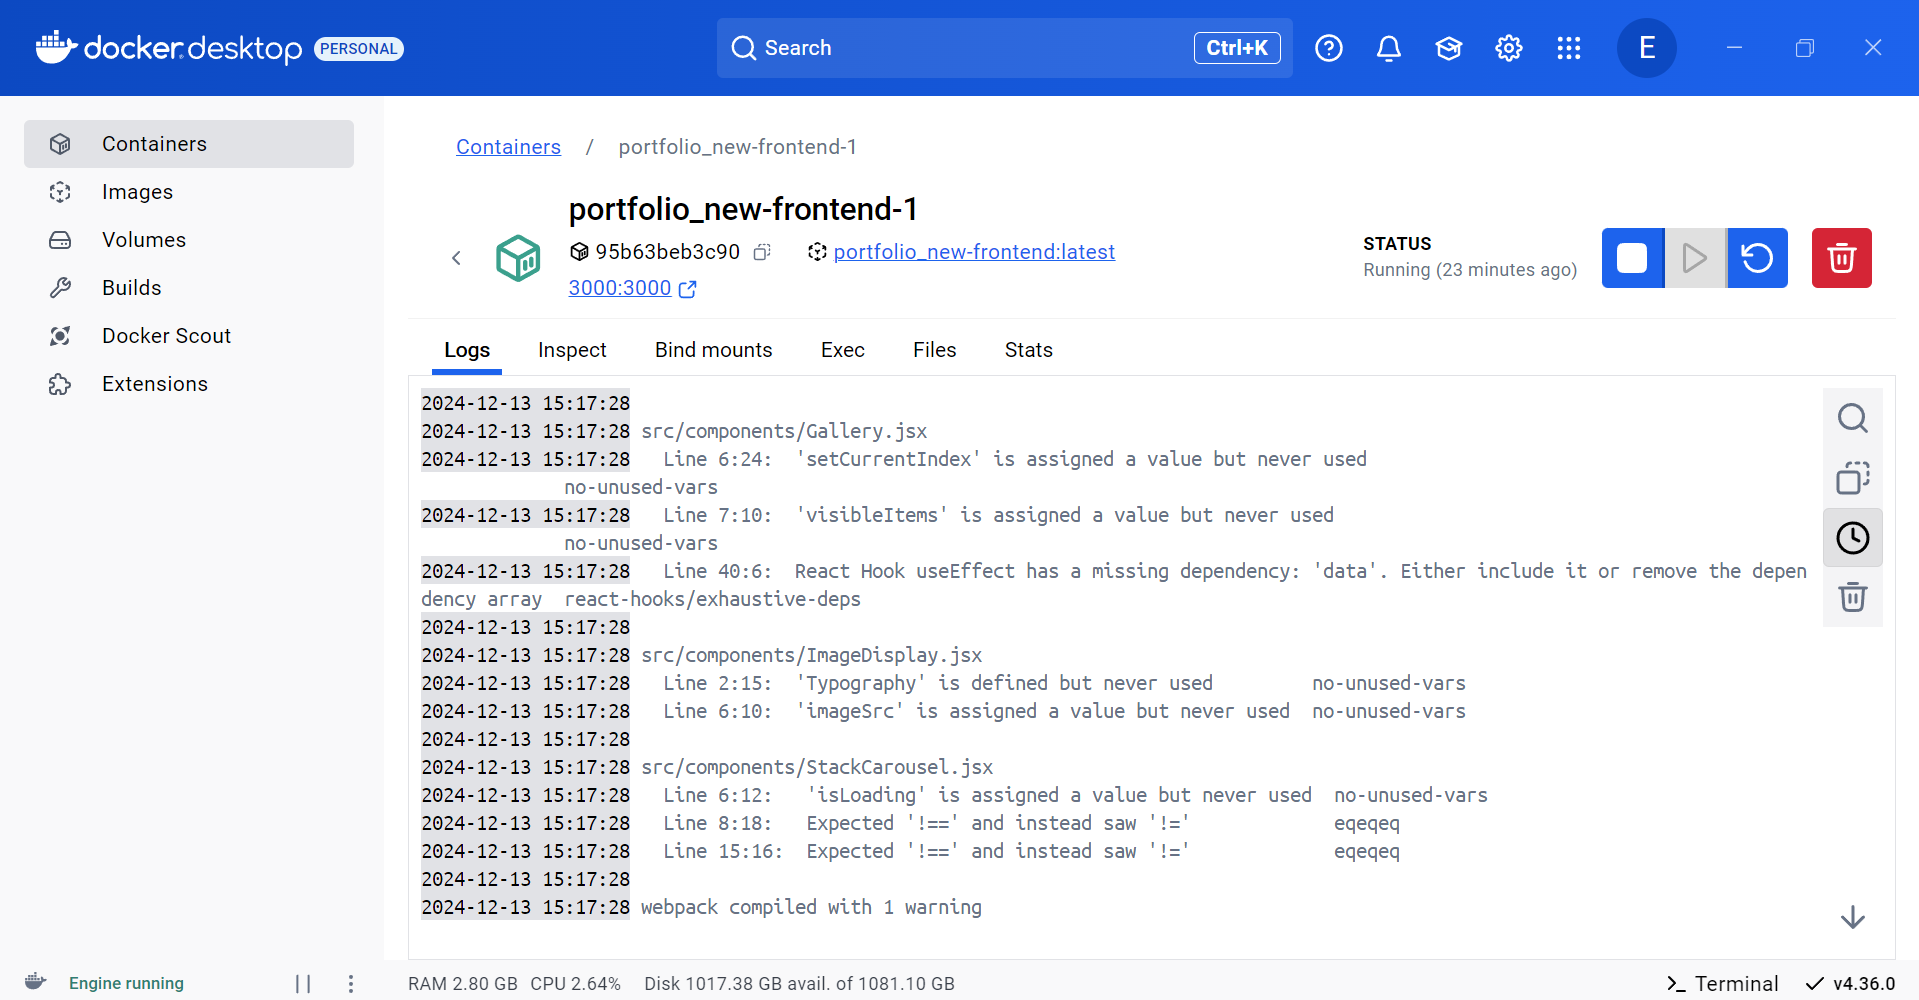 docker desktop PERSONAL
Search Ctrl+K
E
Containers
Images
Volumes
Builds
Docker Scout
Extensions
Containers / portfolio_new-frontend-1
portfolio_new-frontend-1
95b63beb3c90 portfolio_new-frontend:latest
3000:3000
STATUS
Running (23 minutes ago)
Logs Inspect Bind mounts Exec Files Stats
2024-12-13 15:17:28
2024-12-13 15:17:28 src/components/Gallery.jsx
2024-12-13 15:17:28   Line 6:24:  'setCurrentIndex' is assigned a value but never used
no-unused-vars
2024-12-13 15:17:28   Line 7:10:  'visibleItems' is assigned a value but never used
no-unused-vars
2024-12-13 15:17:28   Line 40:6:  React Hook useEffect has a missing dependency: 'data'. Either include it or remove the depen
dency array  react-hooks/exhaustive-deps
2024-12-13 15:17:28
2024-12-13 15:17:28 src/components/ImageDisplay.jsx
2024-12-13 15:17:28   Line 2:15:  'Typography' is defined but never used         no-unused-vars
2024-12-13 15:17:28   Line 6:10:  'imageSrc' is assigned a value but never used  no-unused-vars
2024-12-13 15:17:28
2024-12-13 15:17:28 src/components/StackCarousel.jsx
2024-12-13 15:17:28   Line 6:12:   'isLoading' is assigned a value but never used  no-unused-vars
2024-12-13 15:17:28   Line 8:18:   Expected '!==' and instead saw '!='             eqeqeq
2024-12-13 15:17:28   Line 15:16:  Expected '!==' and instead saw '!='             eqeqeq
2024-12-13 15:17:28
2024-12-13 15:17:28 webpack compiled with 1 warning
Engine running
RAM 2.80 GB CPU 2.64% Disk 1017.38 GB avail. of 1081.10 GB
Terminal v4.36.0